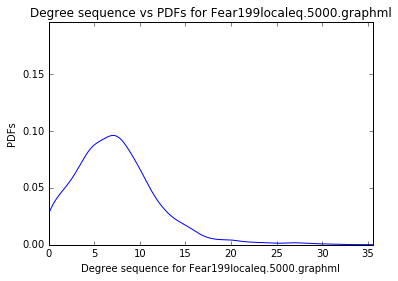 Degree sequence vs PDFs for Fear199localeq.5000.graphml
0.15
0.10
0.05
0.00
PDFs
0 5 10 15 20 25 30 35
Degree sequence for Fear199localeq.5000.graphml